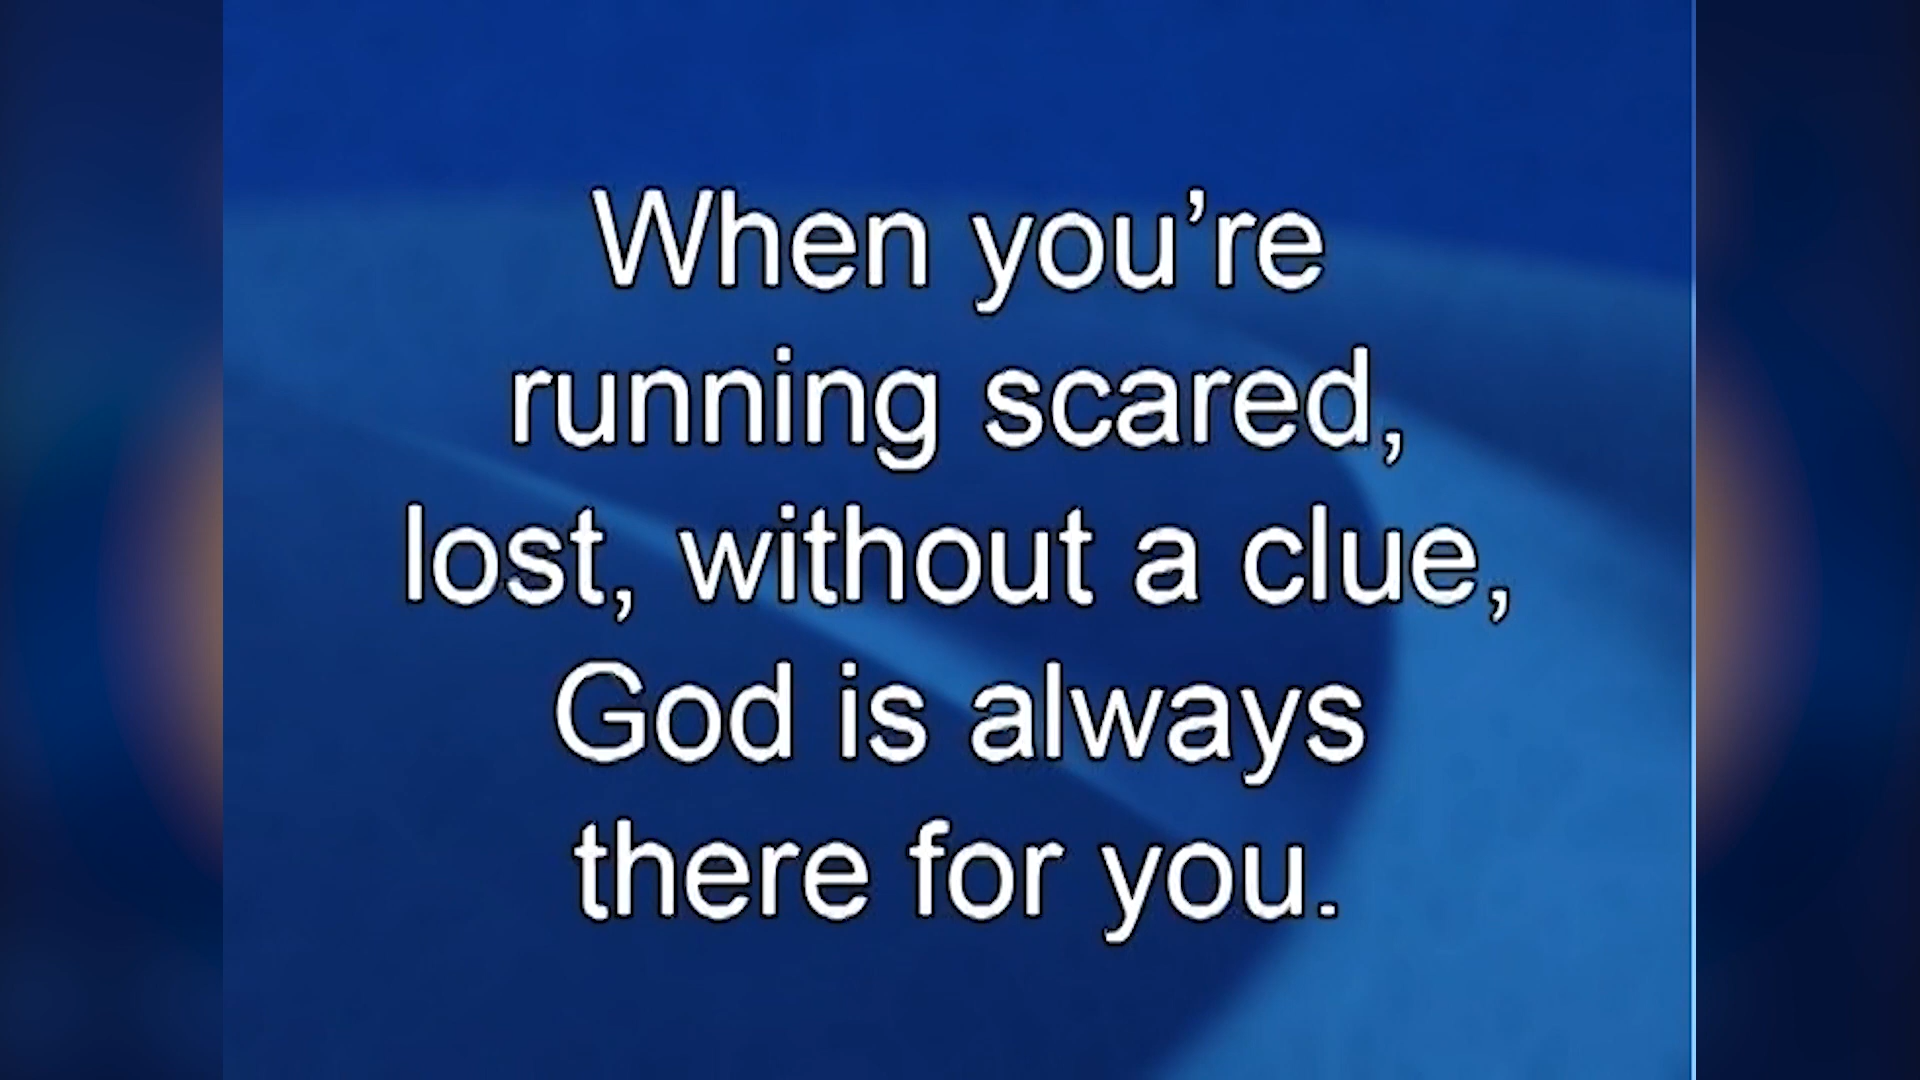 When you’re
running scared,
lost, without a clue,
God is always
there for you.